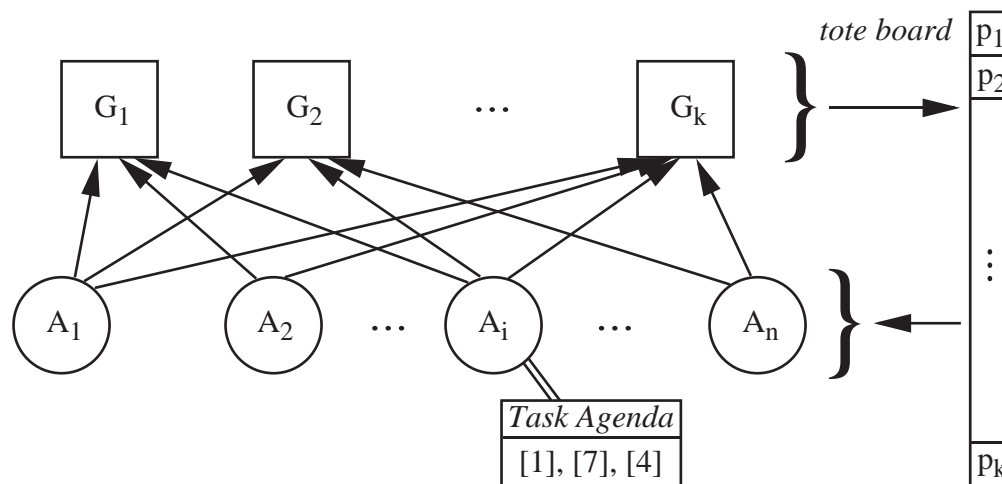 tote board
p1
p2
G1 G2 ... Gk
...
A1 A2 ... Ai ... An
Task Agenda
[1], [7], [4]
pk